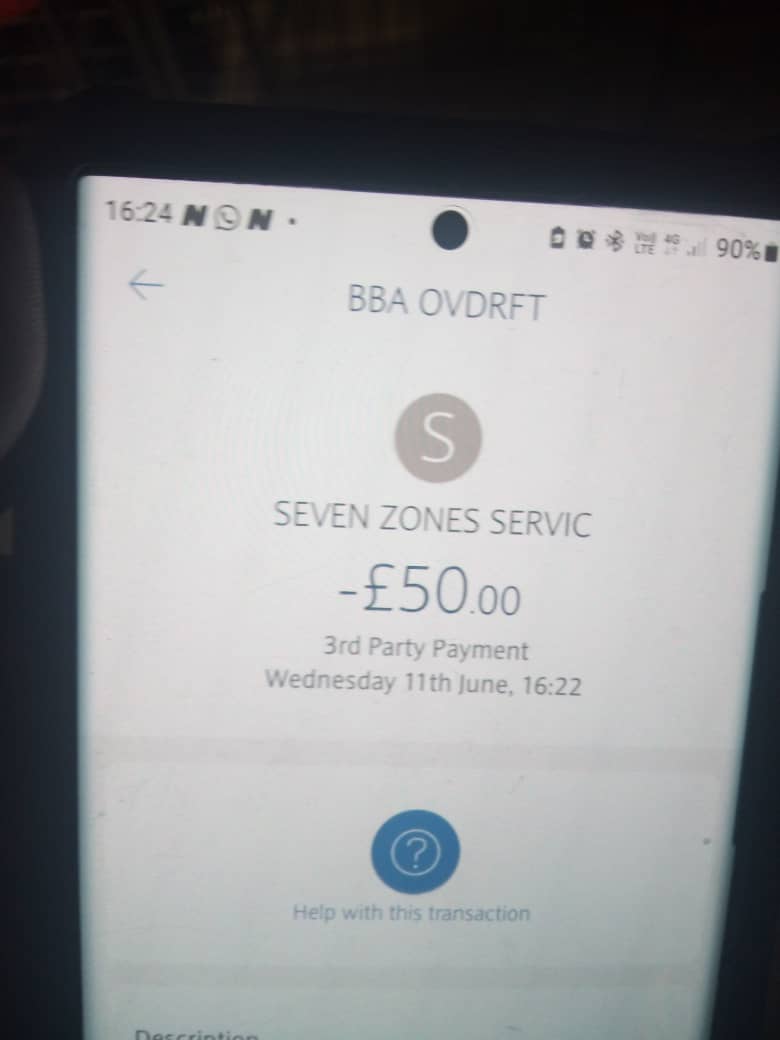 16:24 N N • VoI) LTE 4G 90%
BBA OVDRFT
S
SEVEN ZONES SERVIC
-£50.00
3rd Party Payment
Wednesday 11th June, 16:22
?
Help with this transaction
Description